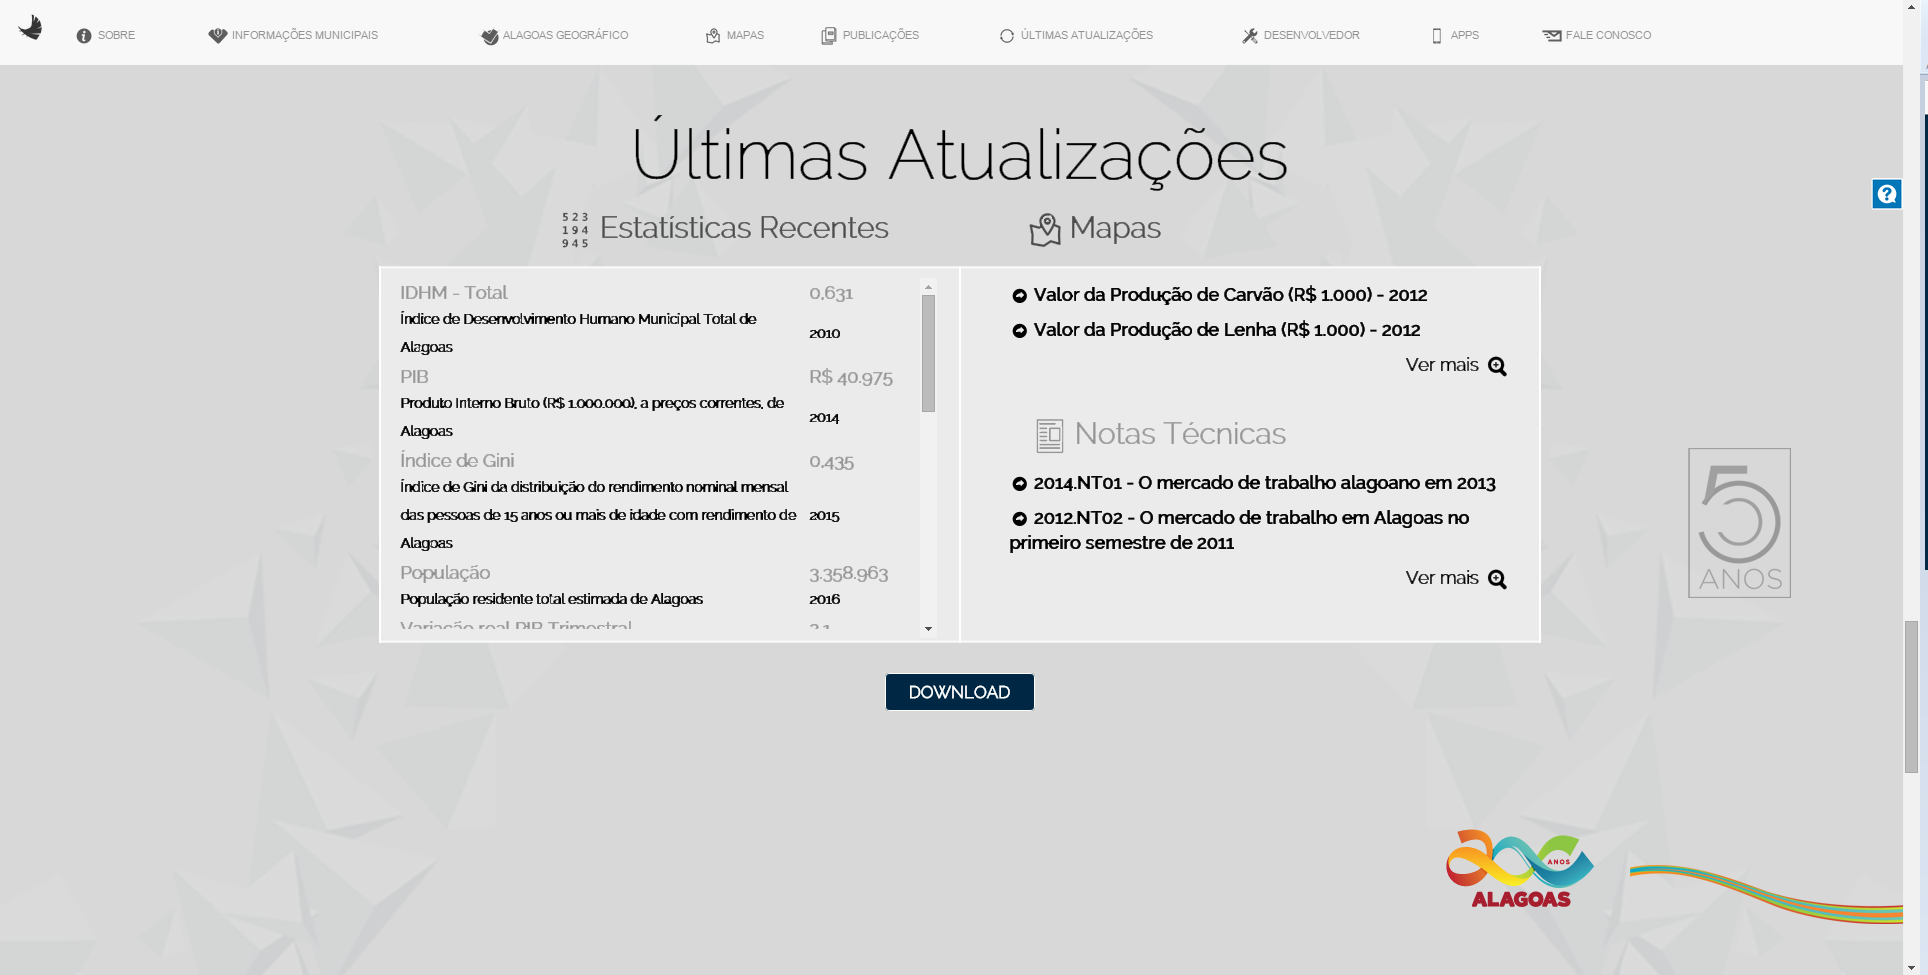 SOBRE
INFORMAÇÕES MUNICIPAIS
ALAGOAS GEOGRÁFICO
MAPAS
PUBLICAÇÕES
ÚLTIMAS ATUALIZAÇÕES
DESENVOLVEDOR
APPS
FALE CONOSCO
Últimas Atualizações
523
194
945
Estatísticas Recentes
IDHM - Total 0,631
Índice de Desenvolvimento Humano Municipal Total de
Alagoas
2010
PIB R$ 40.975
Produto Interno Bruto (R$ 1.000.000), a preços correntes, de
Alagoas
2014
Índice de Gini 0,435
Índice de Gini da distribuição do rendimento nominal mensal
das pessoas de 15 anos ou mais de idade com rendimento de
Alagoas
2015
População 3.358.963
População residente total estimada de Alagoas 2016
Variação real PIB Trimestral
Mapas
Valor da Produção de Carvão (R$ 1.000) - 2012
Valor da Produção de Lenha (R$ 1.000) - 2012
Ver mais
Notas Técnicas
2014.NT01 - O mercado de trabalho alagoano em 2013
2012.NT02 - O mercado de trabalho em Alagoas no
primeiro semestre de 2011
Ver mais
5
ANOS
DOWNLOAD
ANOS
ALAGOAS